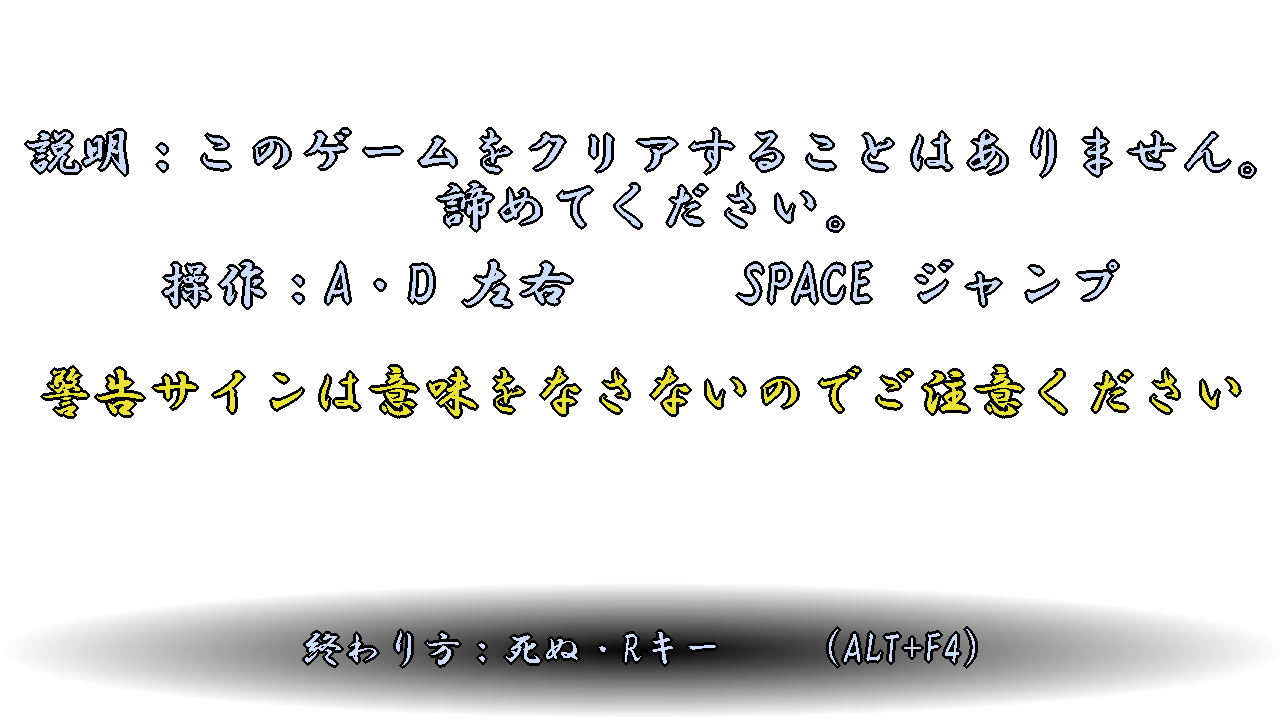 説明：このゲームをクリアすることはありません。
諦めてください。
操作：A・D 左右 SPACE ジャンプ
警告サインは意味をなさないのでご注意ください
終わり方：死ぬ・Rキー (ALT+F4)